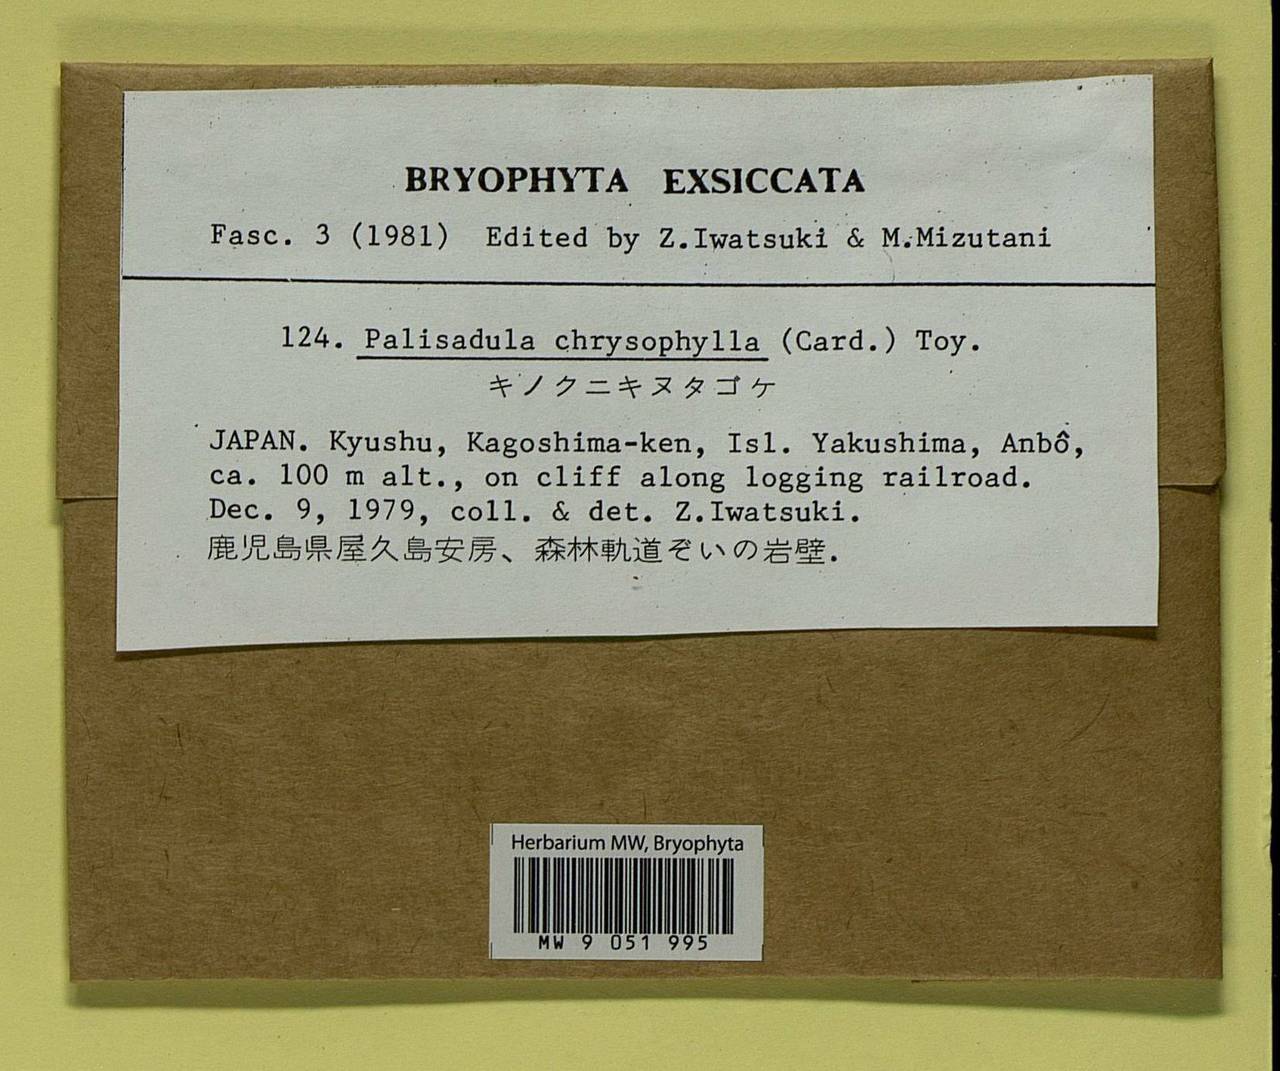 BRYOPHYTA EXSICCATA
Fasc. 3 (1981) Edited by Z.Iwatsuki & M.Mizutani
124. Palisadula chrysophylla (Card.) Toy.
キノクニキヌタゴケ
JAPAN. Kyushu, Kagoshima-ken, Isl. Yakushima, Anbô,
ca. 100 m alt., on cliff along logging railroad.
Dec. 9, 1979, coll. & det. Z.Iwatsuki.
鹿児島県屋久島安房、森林軌道ぞいの岩壁.
Herbarium MW, Bryophyta
MW 9 051 995